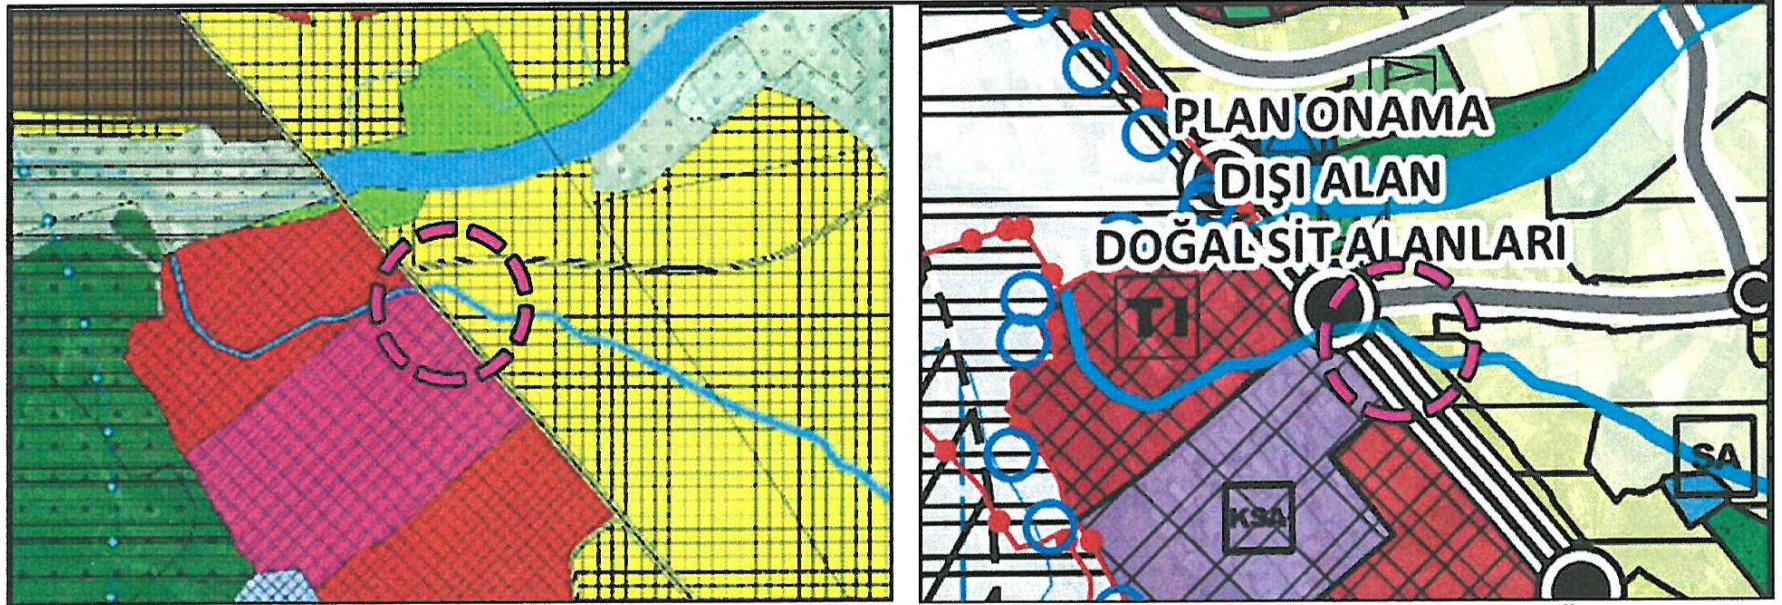 PLAN ONAMA
DIŞI ALAN
DOĞAL SİT ALANLARI
TI
KSA
SA